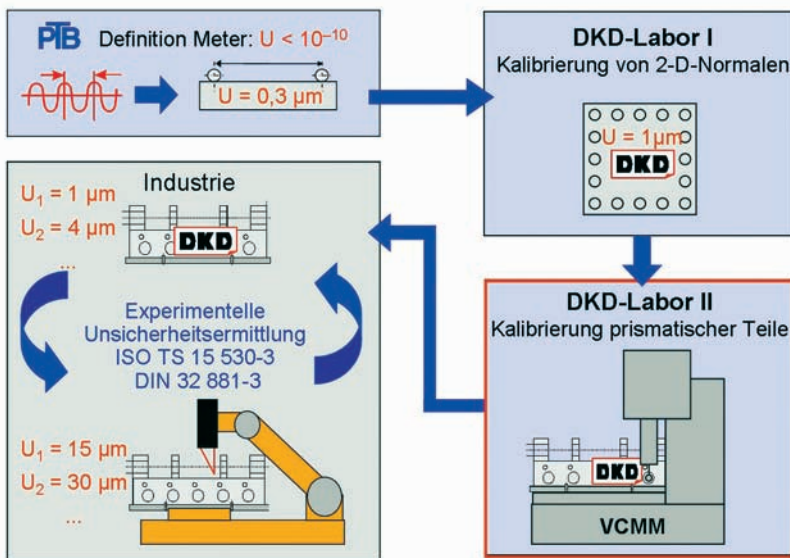 PTB Definition Meter: U < 10⁻¹⁰
U = 0,3 µm
DKD-Labor I
Kalibrierung von 2-D-Normalen
U = 1µm
DKD
DKD-Labor II
Kalibrierung prismatischer Teile
DKD
VCMM
Industrie
U₁ = 1 µm
U₂ = 4 µm
...
DKD
Experimentelle
Unsicherheitsermittlung
ISO TS 15 530-3
DIN 32 881-3
U₁ = 15 µm
U₂ = 30 µm
...